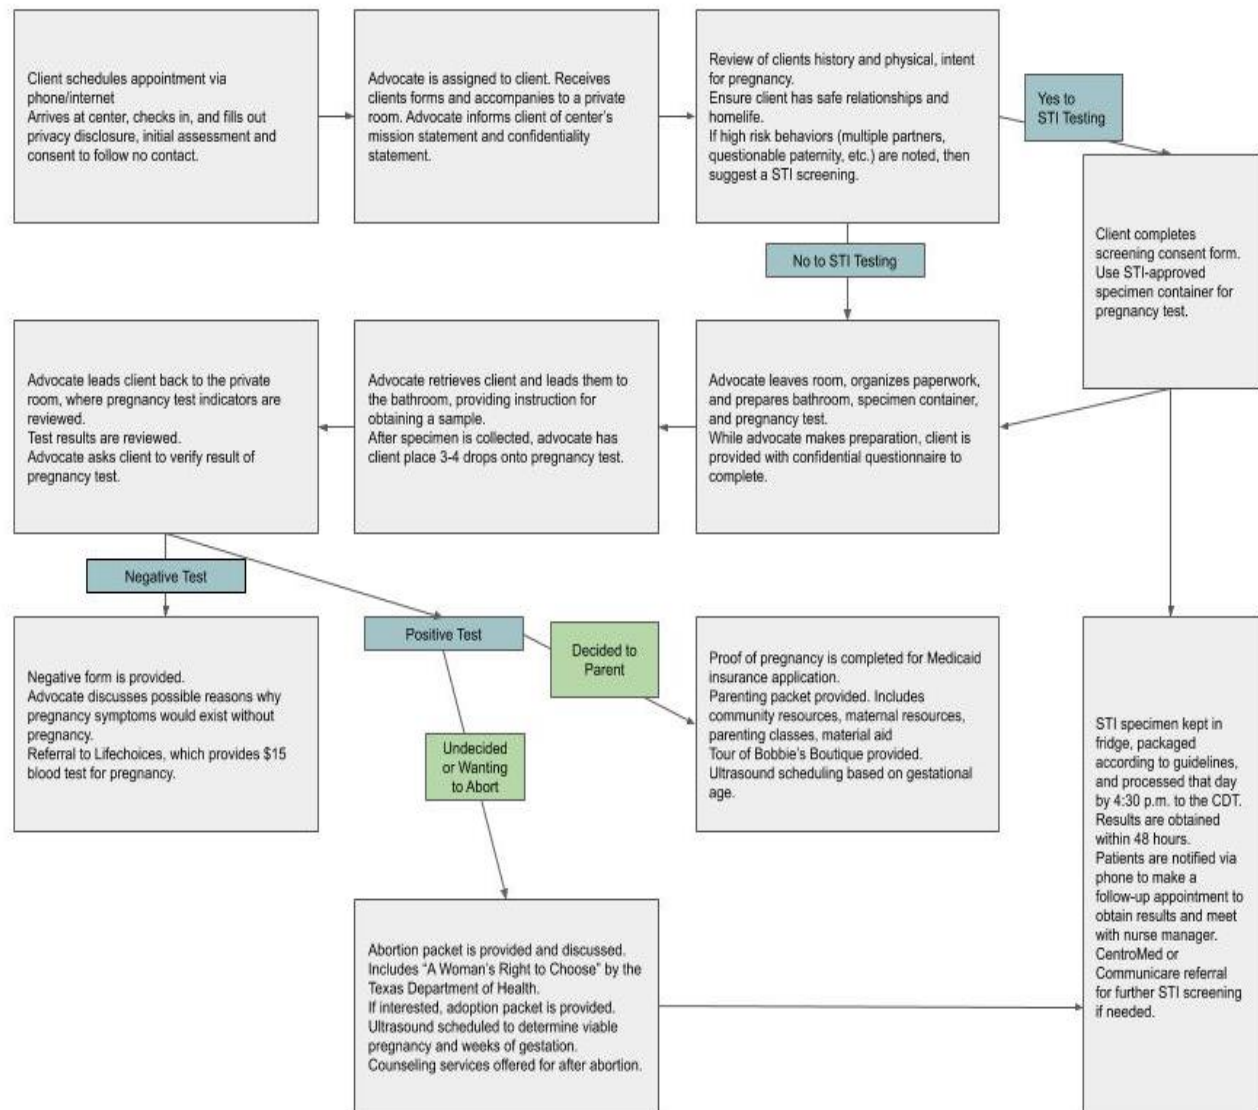 Client schedules appointment via
phone/internet
Arrives at center, checks in, and fills out
privacy disclosure, initial assessment and
consent to follow no contact.
Advocate is assigned to client. Receives
clients forms and accompanies to a private
room. Advocate informs client of center's
mission statement and confidentiality
statement.
Review of clients history and physical, intent
for pregnancy.
Ensure client has safe relationships and
homelife.
If high risk behaviors (multiple partners,
questionable paternity, etc.) are noted, then
suggest a STI screening.
Yes to
STI Testing
No to STI Testing
Client completes
screening consent form.
Use STI-approved
specimen container for
pregnancy test.
Advocate leaves room, organizes paperwork,
and prepares bathroom, specimen container,
and pregnancy test.
While advocate makes preparation, client is
provided with confidential questionnaire to
complete.
Advocate retrieves client and leads them to
the bathroom, providing instruction for
obtaining a sample.
After specimen is collected, advocate has
client place 3-4 drops onto pregnancy test.
Advocate leads client back to the private
room, where pregnancy test indicators are
reviewed.
Test results are reviewed.
Advocate asks client to verify result of
pregnancy test.
Negative Test
Negative form is provided.
Advocate discusses possible reasons why
pregnancy symptoms would exist without
pregnancy.
Referral to Lifechoices, which provides $15
blood test for pregnancy.
Positive Test
Decided to
Parent
Proof of pregnancy is completed for Medicaid
insurance application.
Parenting packet provided. Includes
community resources, maternal resources,
parenting classes, material aid
Tour of Bobbie's Boutique provided.
Ultrasound scheduling based on gestational
age.
Undecided
or Wanting
to Abort
Abortion packet is provided and discussed.
Includes “A Woman's Right to Choose” by the
Texas Department of Health.
If interested, adoption packet is provided.
Ultrasound scheduled to determine viable
pregnancy and weeks of gestation.
Counseling services offered for after abortion.
STI specimen kept in
fridge, packaged
according to guidelines,
and processed that day
by 4:30 p.m. to the CDT.
Results are obtained
within 48 hours.
Patients are notified via
phone to make a
follow-up appointment to
obtain results and meet
with nurse manager.
CentroMed or
Communicare referral
for further STI screening
if needed.